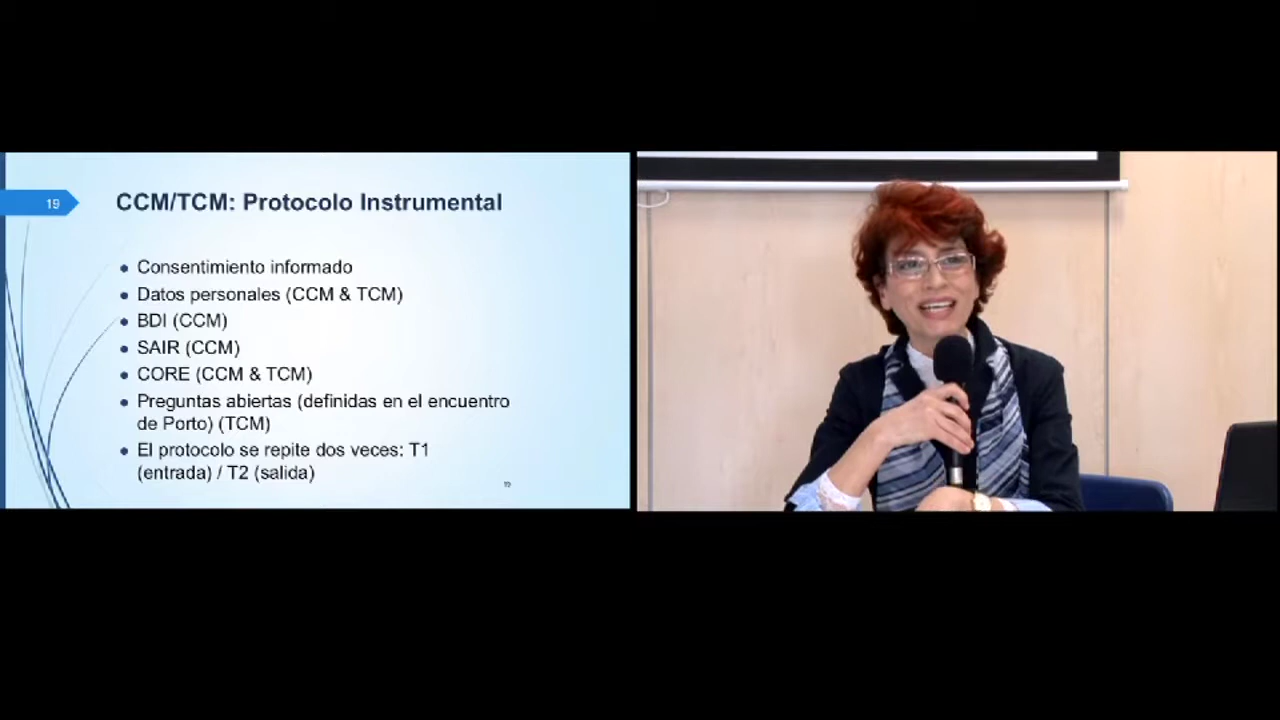 19
CCM/TCM: Protocolo Instrumental
• Consentimiento informado
• Datos personales (CCM & TCM)
• BDI (CCM)
• SAIR (CCM)
• CORE (CCM & TCM)
• Preguntas abiertas (definidas en el encuentro
de Porto) (TCM)
• El protocolo se repite dos veces: T1
(entrada) / T2 (salida)
19